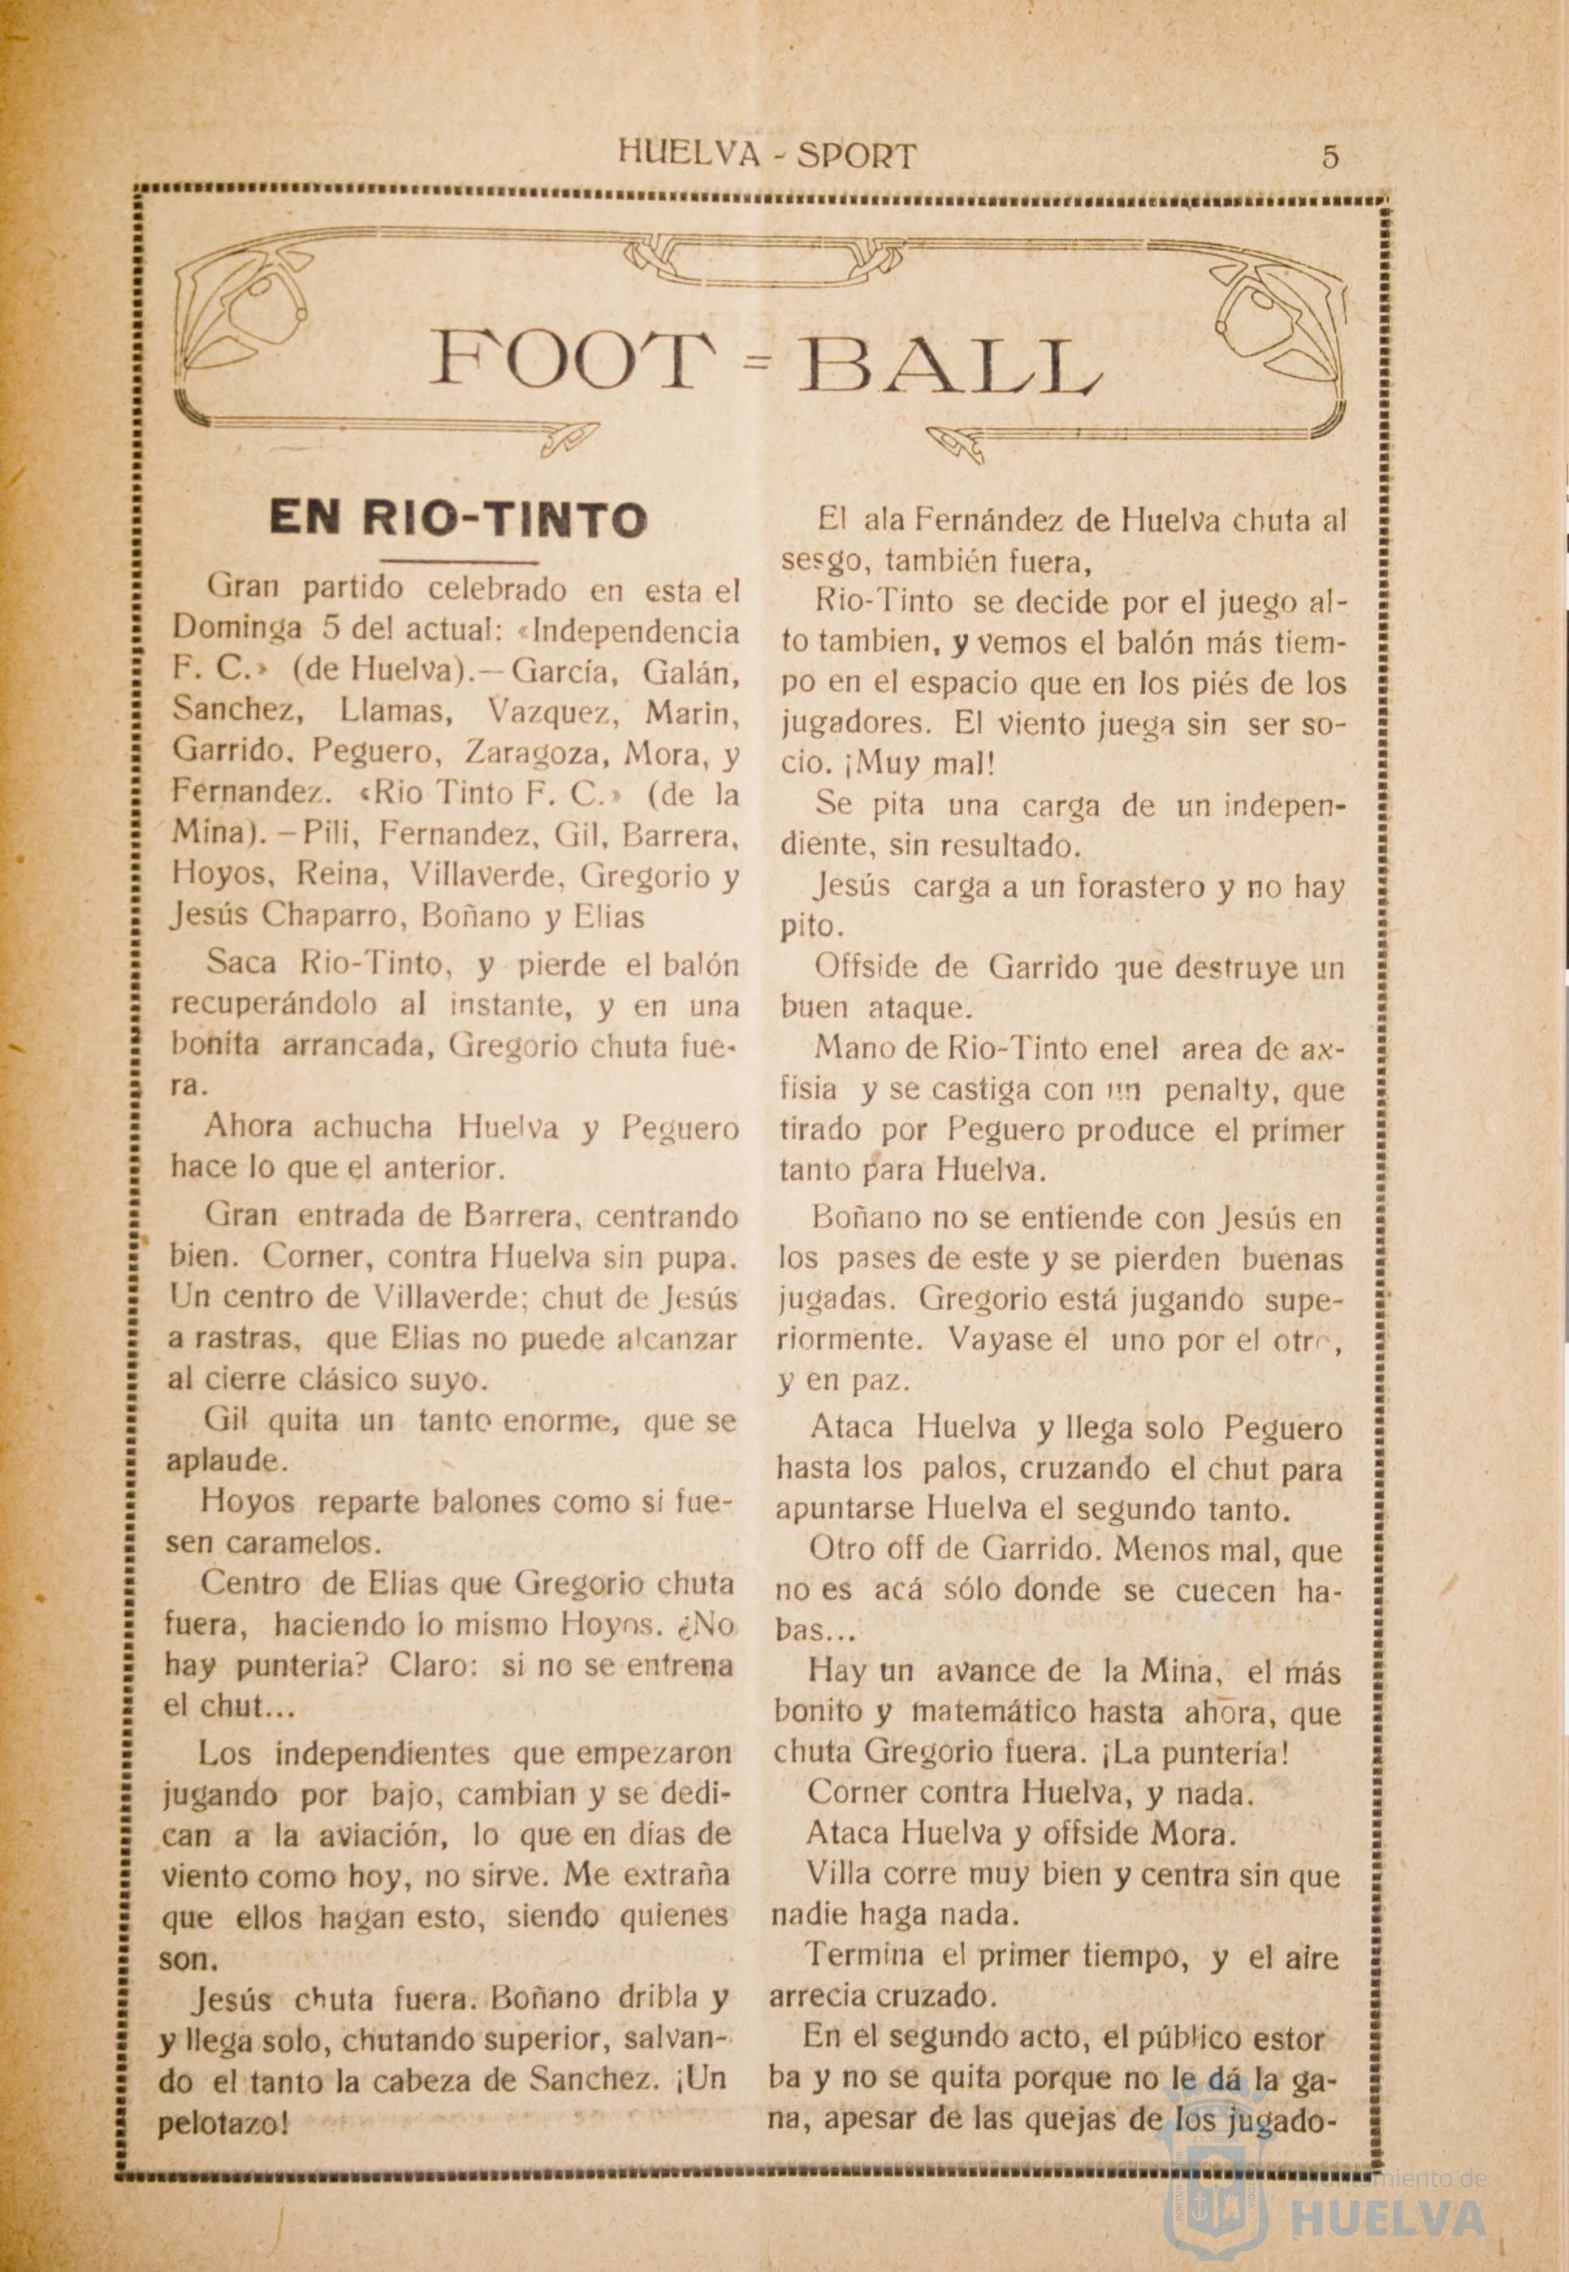 HUELVA - SPORT
5
FOOT = BALL
EN RIO-TINTO
Gran partido celebrado en esta el
Dominga 5 del actual: «Independencia
F. C.» (de Huelva).—García, Galán,
Sanchez, Llamas, Vazquez, Marin,
Garrido, Peguero, Zaragoza, Mora, y
Fernandez. «Rio Tinto F. C.» (de la
Mina).—Pili, Fernandez, Gil, Barrera,
Hoyos, Reina, Villaverde, Gregorio y
Jesús Chaparro, Boñano y Elias
Saca Rio-Tinto, y pierde el balón
recuperándolo al instante, y en una
bonita arrancada, Gregorio chuta fue-
ra.
Ahora achucha Huelva y Peguero
hace lo que el anterior.
Gran entrada de Barrera, centrando
bien. Corner, contra Huelva sin pupa.
Un centro de Villaverde; chut de Jesús
a rastras, que Elias no puede alcanzar
al cierre clásico suyo.
Gil quita un tanto enorme, que se
aplaude.
Hoyos reparte balones como si fue-
sen caramelos.
Centro de Elias que Gregorio chuta
fuera, haciendo lo mismo Hoyos. ¿No
hay punteria? Claro: si no se entrena
el chut...
Los independientes que empezaron
jugando por bajo, cambian y se dedi-
can a la aviación, lo que en días de
viento como hoy, no sirve. Me extraña
que ellos hagan esto, siendo quienes
son.
Jesús chuta fuera. Boñano dribla y
y llega solo, chutando superior, salvan-
do el tanto la cabeza de Sanchez. ¡Un
pelotazo!
El ala Fernández de Huelva chuta al
sesgo, también fuera,
Rio-Tinto se decide por el juego al-
to tambien, y vemos el balón más tiem-
po en el espacio que en los piés de los
jugadores. El viento juega sin ser so-
cio. ¡Muy mal!
Se pita una carga de un indepen-
diente, sin resultado.
Jesús carga a un forastero y no hay
pito.
Offside de Garrido que destruye un
buen ataque.
Mano de Rio-Tinto enel area de ax-
fisia y se castiga con un penalty, que
tirado por Peguero produce el primer
tanto para Huelva.
Boñano no se entiende con Jesús en
los pases de este y se pierden buenas
jugadas. Gregorio está jugando supe-
riormente. Vayase el uno por el otro,
y en paz.
Ataca Huelva y llega solo Peguero
hasta los palos, cruzando el chut para
apuntarse Huelva el segundo tanto.
Otro off de Garrido. Menos mal, que
no es acá sólo donde se cuecen ha-
bas...
Hay un avance de la Mina, el más
bonito y matemático hasta ahora, que
chuta Gregorio fuera. ¡La puntería!
Corner contra Huelva, y nada.
Ataca Huelva y offside Mora.
Villa corre muy bien y centra sin que
nadie haga nada.
Termina el primer tiempo, y el aire
arrecia cruzado.
En el segundo acto, el público estor
ba y no se quita porque no le dá la ga-
na, apesar de las quejas de los jugado-
Ayuntamiento de
HUELVA